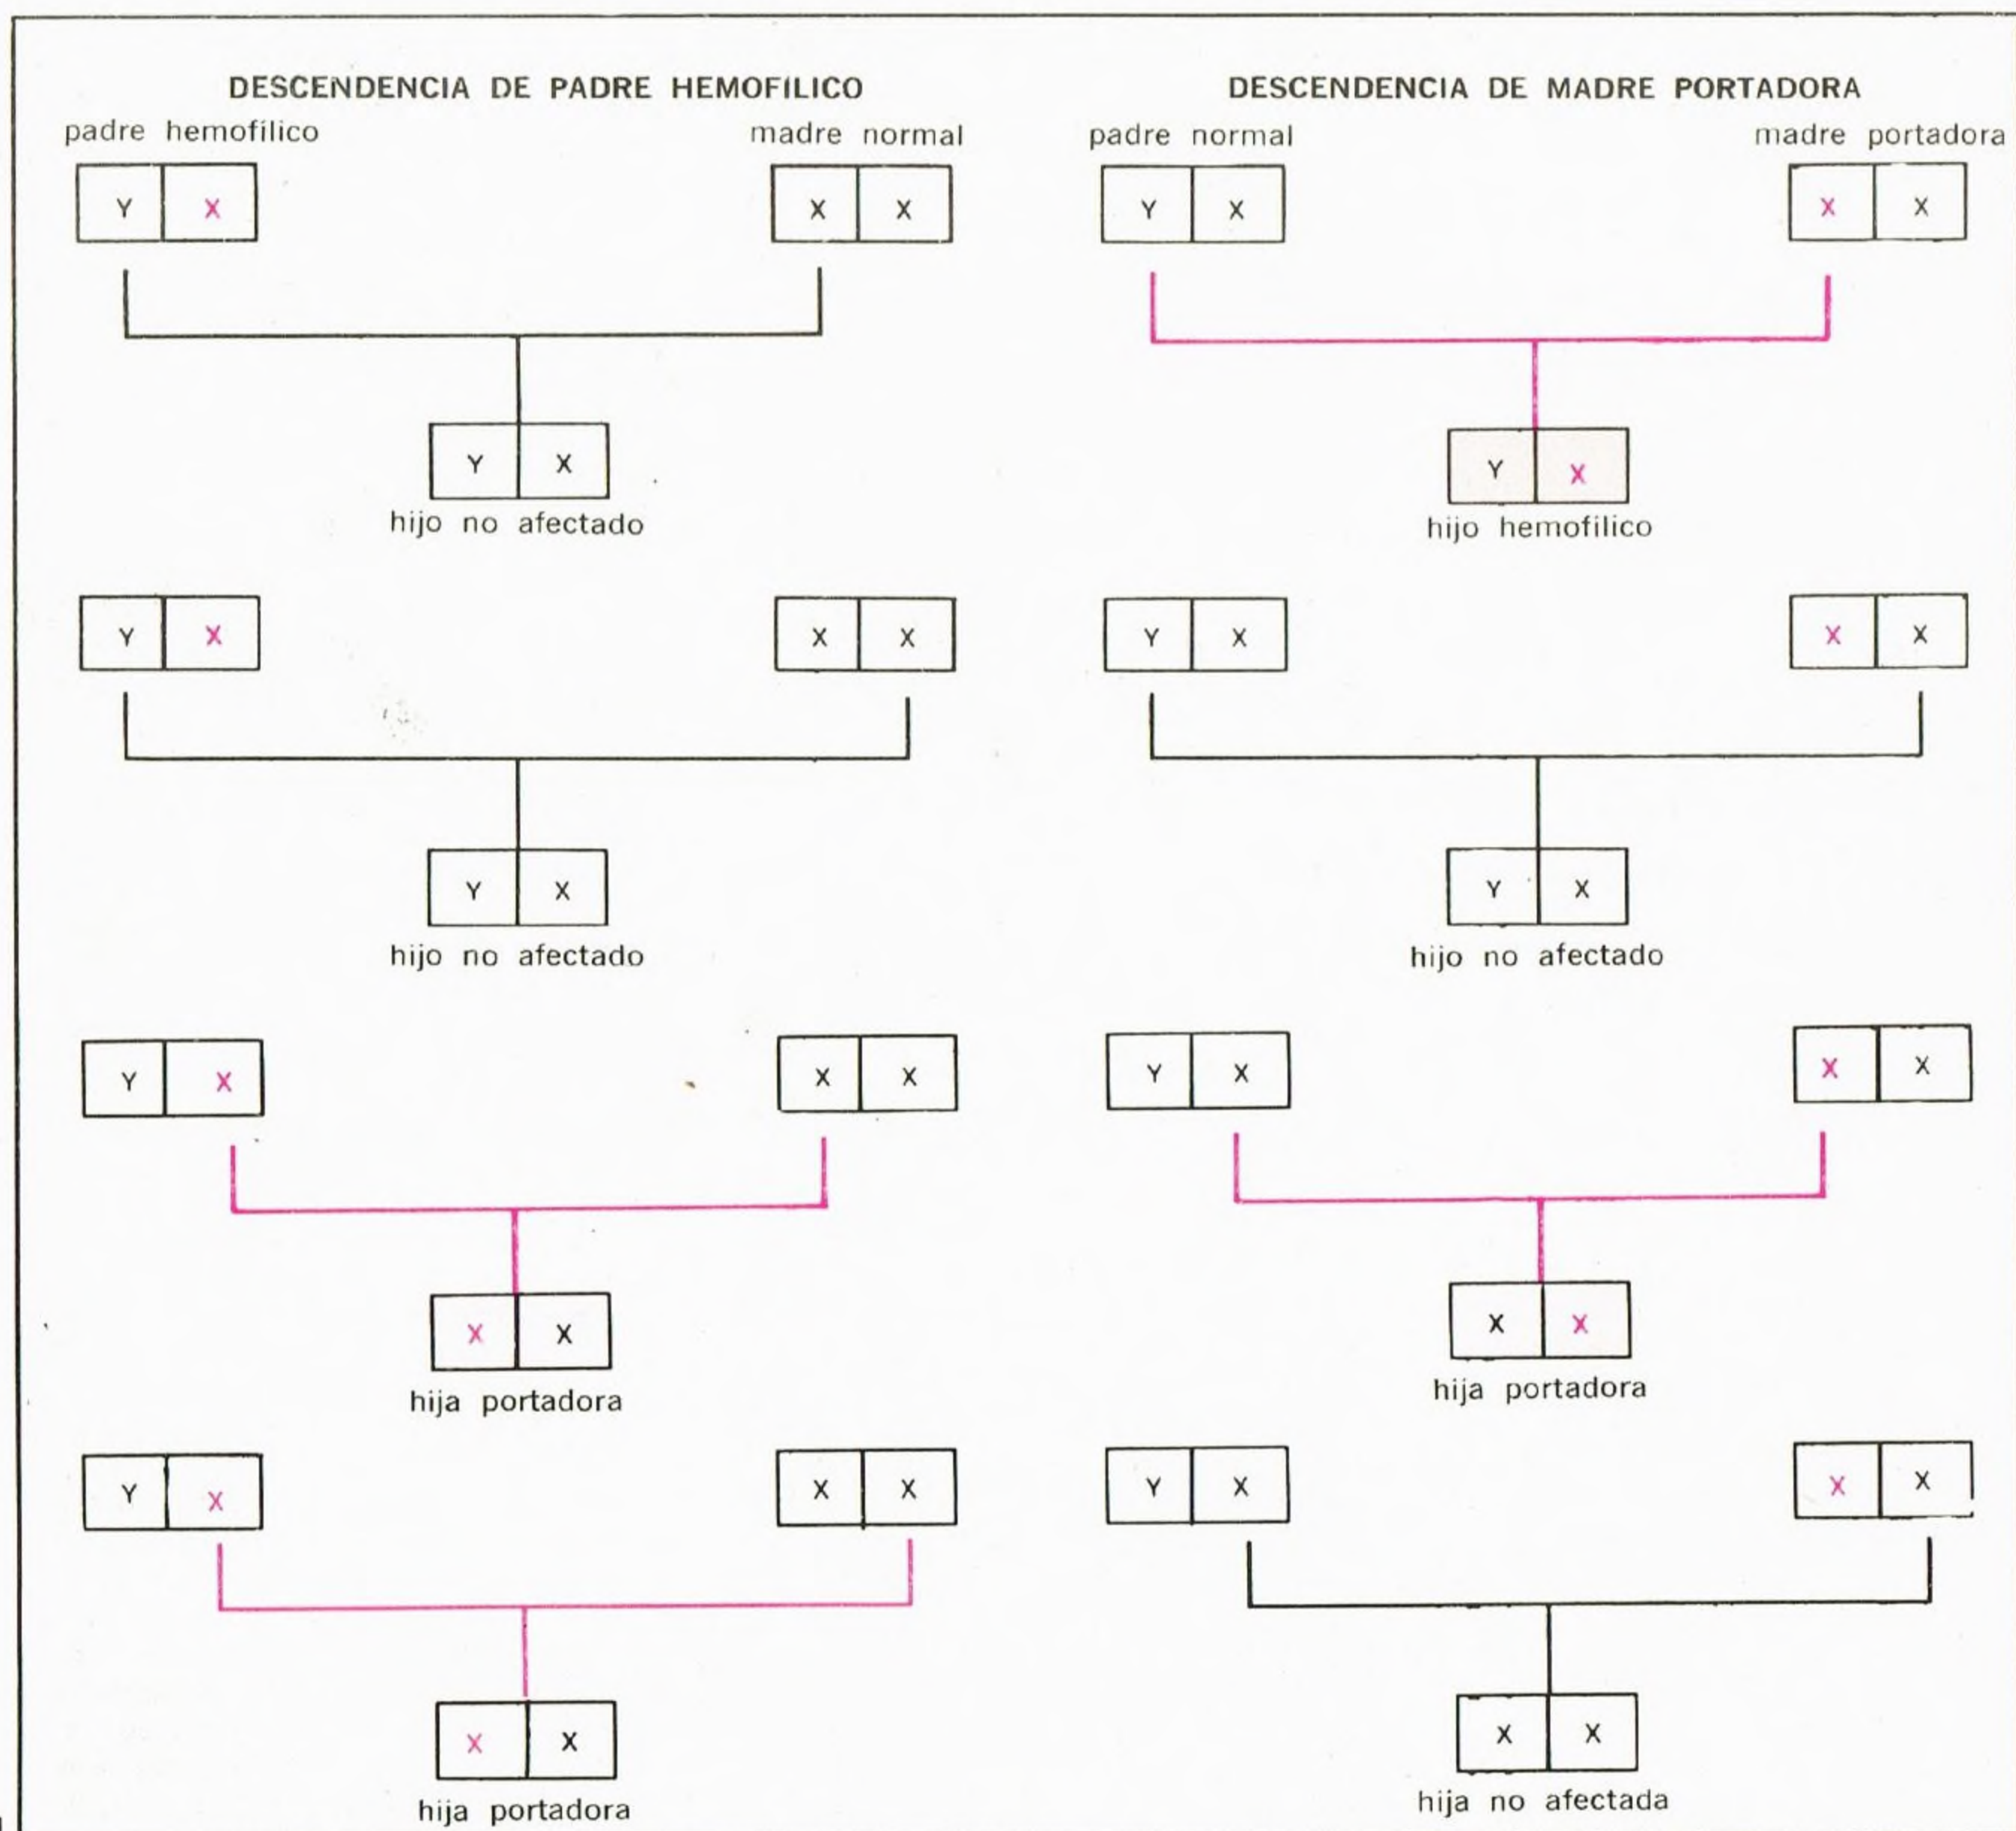 DESCENDENCIA DE PADRE HEMOFÍLICO
padre hemofílico
madre normal
Y X
X X
Y X
hijo no afectado
Y X
X X
Y X
hijo no afectado
Y X
X X
X X
hija portadora
Y X
X X
X X
hija portadora
DESCENDENCIA DE MADRE PORTADORA
padre normal
madre portadora
Y X
X X
Y X
hijo hemofílico
Y X
X X
Y X
hijo no afectado
Y X
X X
X X
hija portadora
Y X
X X
X X
hija no afectada